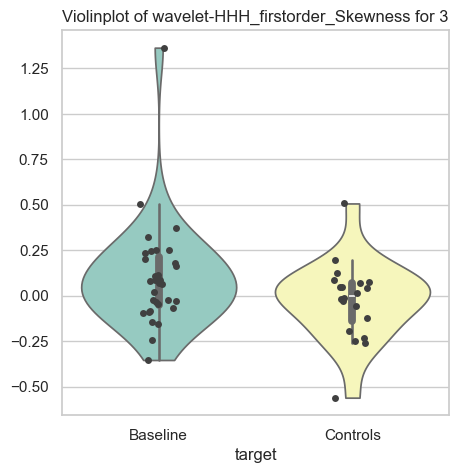 Violinplot of wavelet-HHH_firstorder_Skewness for 3
1.25
1.00
0.75
0.50
0.25
0.00
−0.25
−0.50
Baseline Controls
target